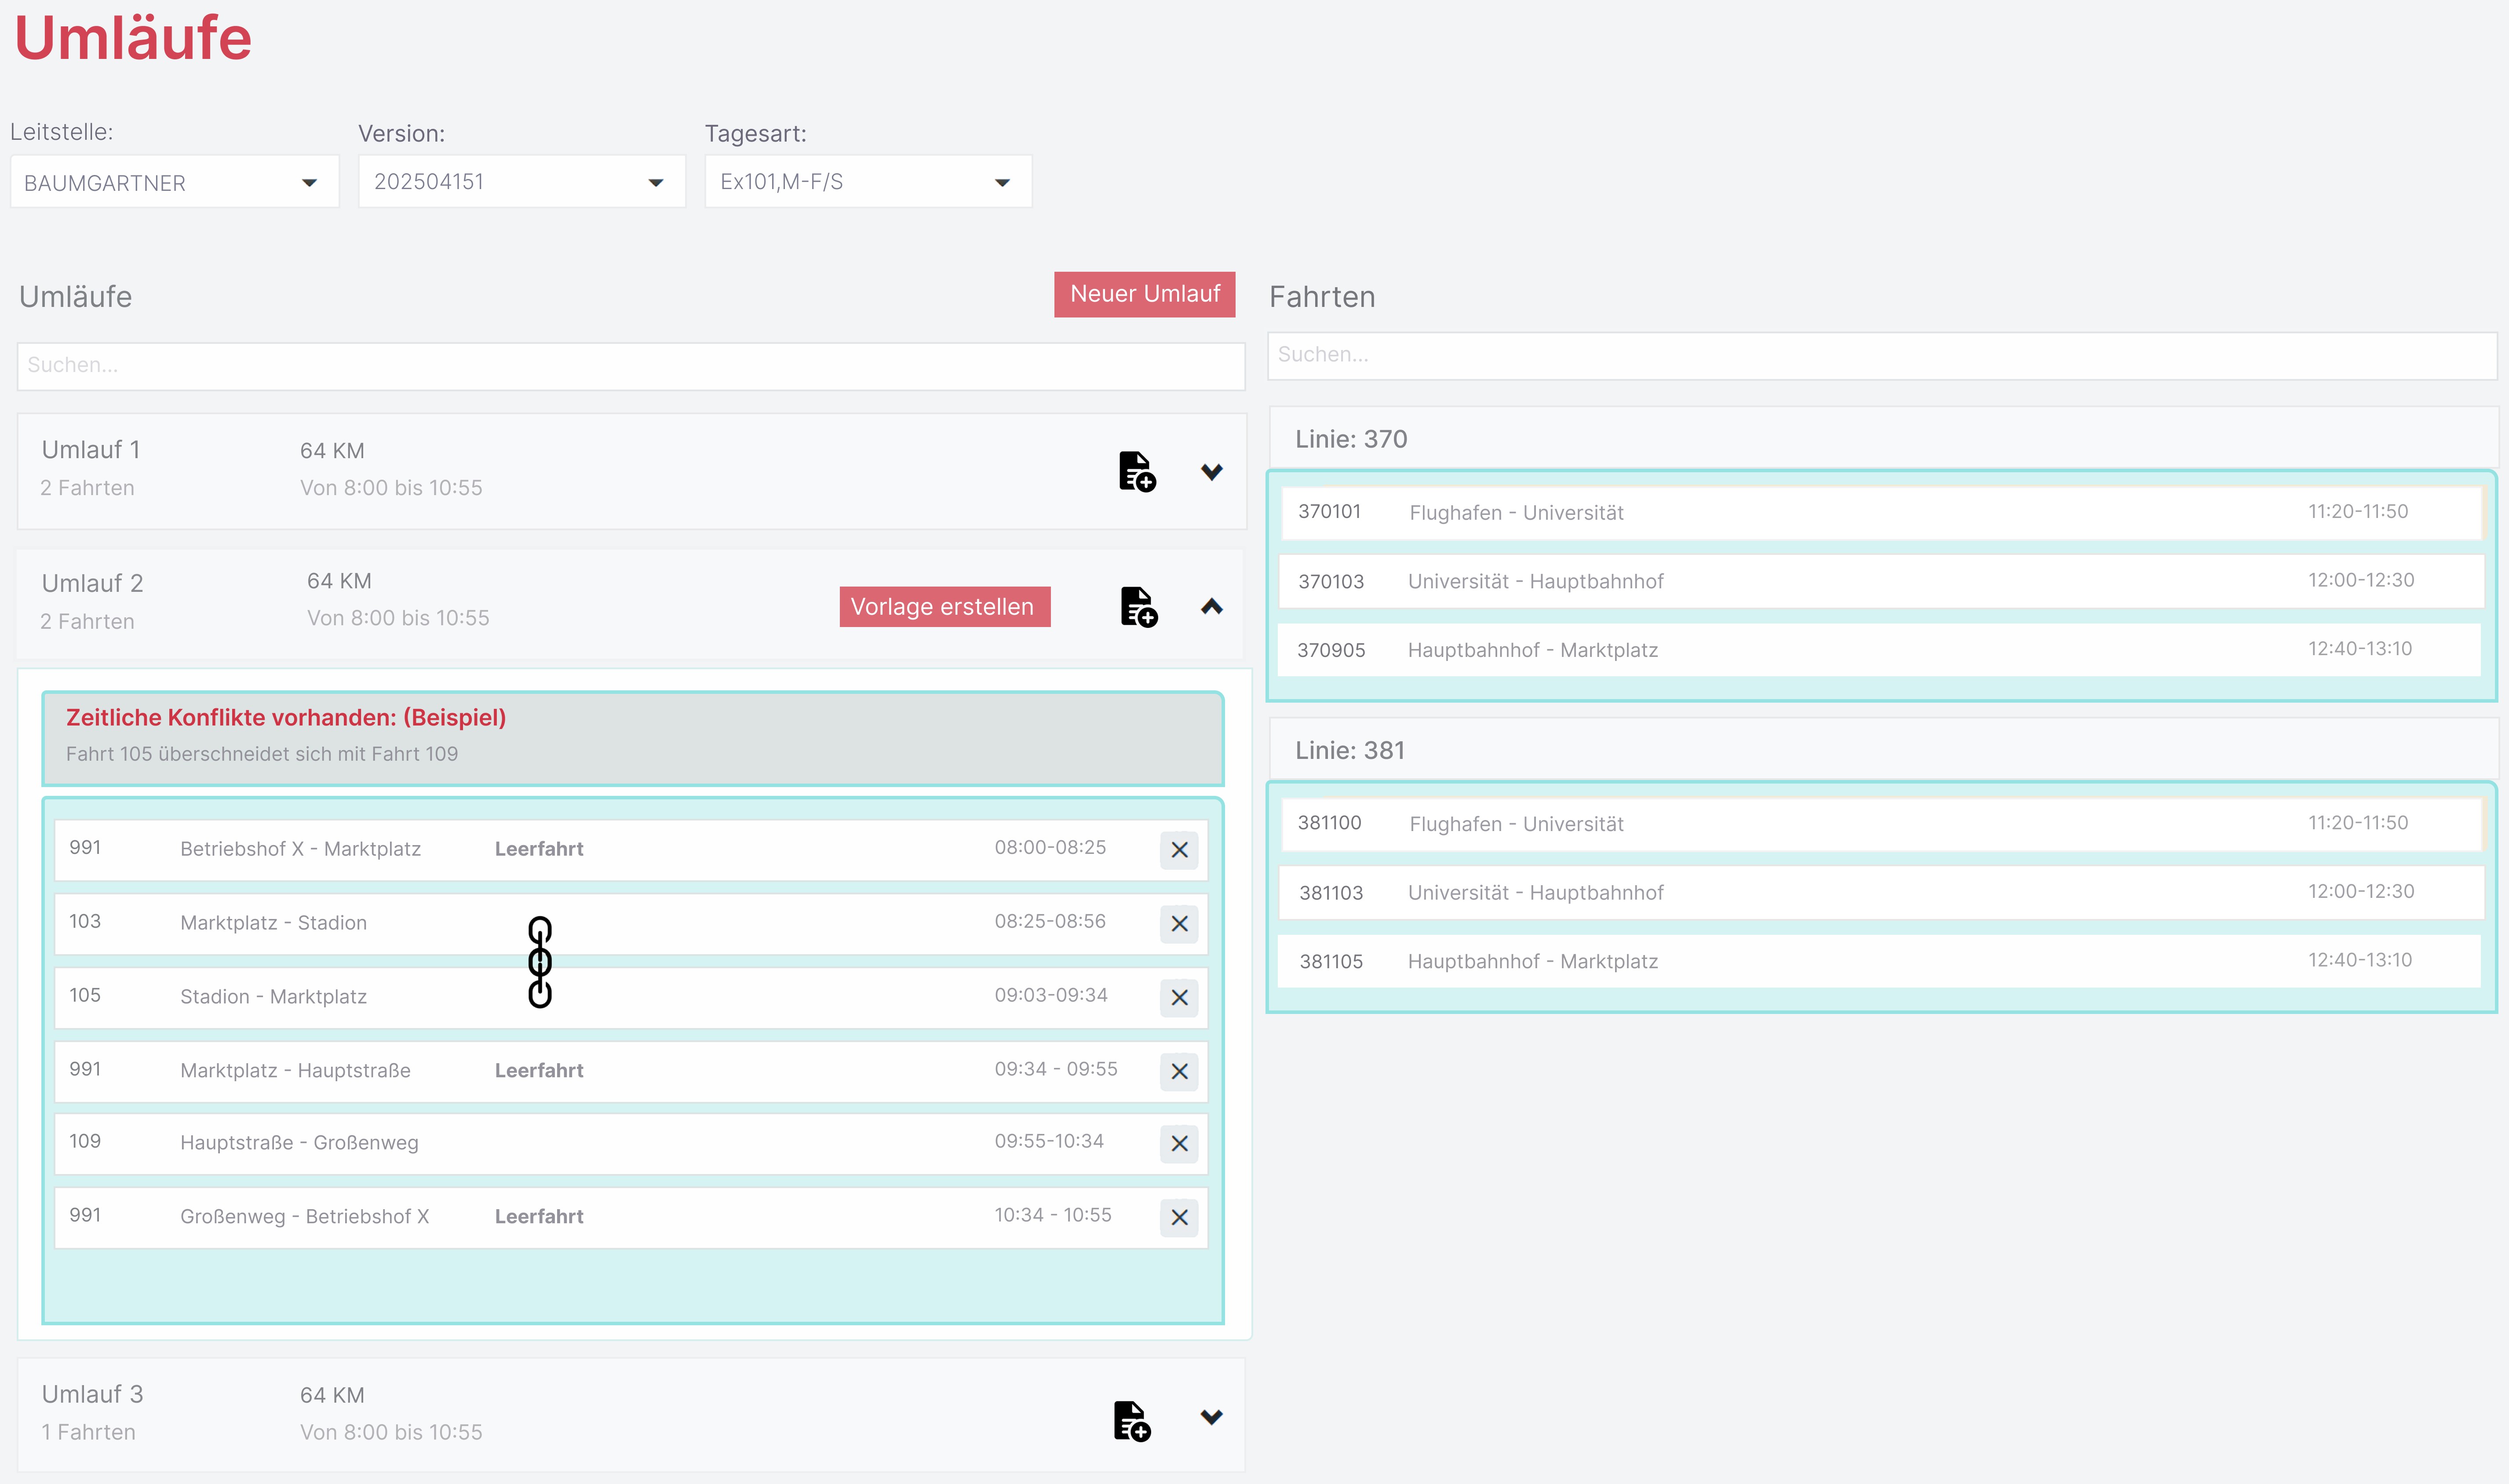 Umläufe
Leitstelle:
Version:
Tagesart:
BAUMGARTNER
202504151
Ex101,M-F/S
Umläufe
Neuer Umlauf
Suchen...
Umlauf 1
64 KM
2 Fahrten
Von 8:00 bis 10:55
Umlauf 2
64 KM
Vorlage erstellen
2 Fahrten
Von 8:00 bis 10:55
Zeitliche Konflikte vorhanden: (Beispiel)
Fahrt 105 überschneidet sich mit Fahrt 109
991 Betriebshof X - Marktplatz Leerfahrt 08:00-08:25
103 Marktplatz - Stadion 08:25-08:56
105 Stadion - Marktplatz 09:03-09:34
991 Marktplatz - Hauptstraße Leerfahrt 09:34 - 09:55
109 Hauptstraße - Großenweg 09:55-10:34
991 Großenweg - Betriebshof X Leerfahrt 10:34 - 10:55
Umlauf 3
64 KM
1 Fahrten
Von 8:00 bis 10:55
Fahrten
Suchen...
Linie: 370
370101 Flughafen - Universität 11:20-11:50
370103 Universität - Hauptbahnhof 12:00-12:30
370905 Hauptbahnhof - Marktplatz 12:40-13:10
Linie: 381
381100 Flughafen - Universität 11:20-11:50
381103 Universität - Hauptbahnhof 12:00-12:30
381105 Hauptbahnhof - Marktplatz 12:40-13:10